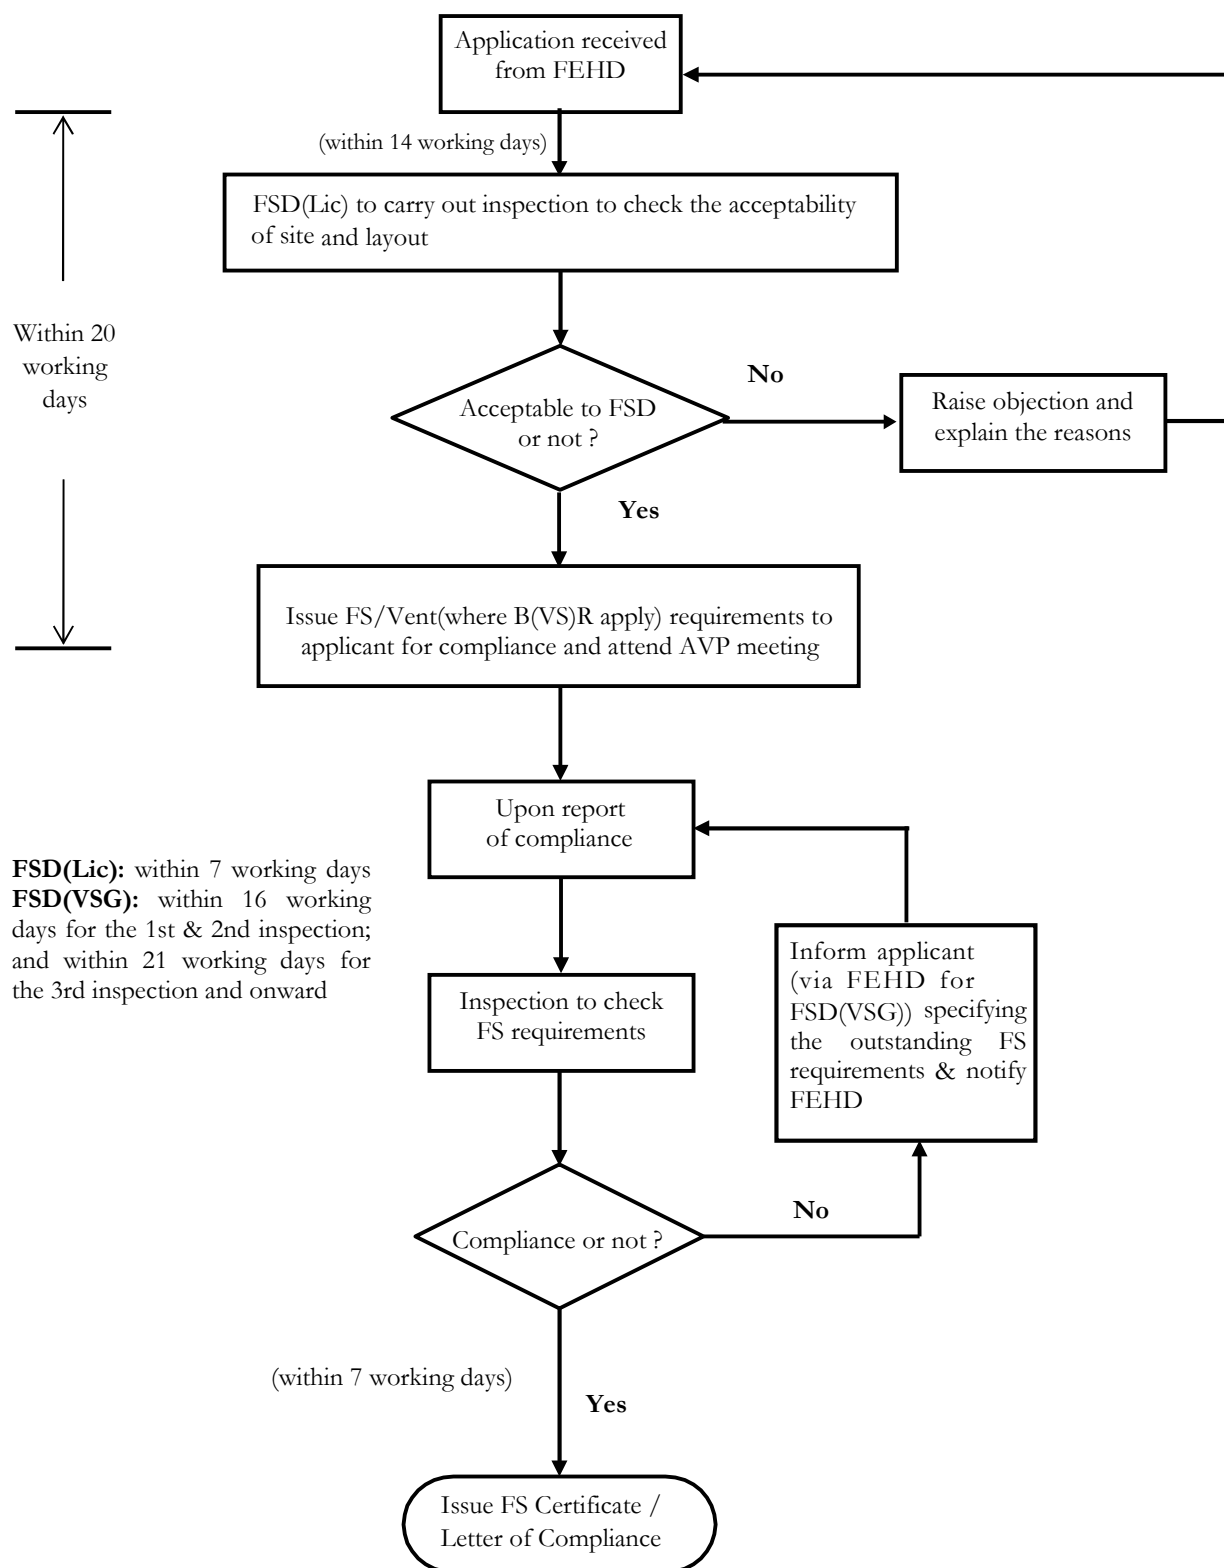 Application received
from FEHD
(within 14 working days)
FSD(Lic) to carry out inspection to check the acceptability
of site and layout
Within 20
working
days
Acceptable to FSD
or not ?
No
Raise objection and
explain the reasons
Yes
Issue FS/Vent(where B(VS)R apply) requirements to
applicant for compliance and attend AVP meeting
Upon report
of compliance
FSD(Lic): within 7 working days
FSD(VSG): within 16 working
days for the 1st & 2nd inspection;
and within 21 working days for
the 3rd inspection and onward
Inspection to check
FS requirements
Inform applicant
(via FEHD for
FSD(VSG)) specifying
the outstanding FS
requirements & notify
FEHD
Compliance or not ?
No
(within 7 working days)
Yes
Issue FS Certificate /
Letter of Compliance